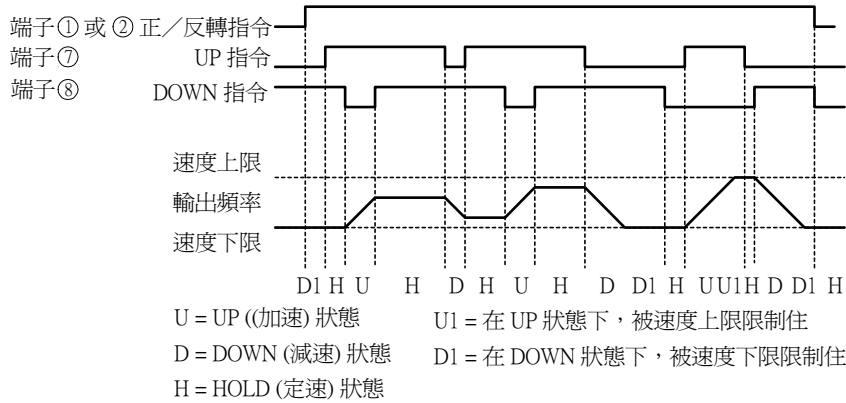 端子① 或 ② 正／反轉指令
端子⑦ UP 指令
端子⑧ DOWN 指令
速度上限
輸出頻率
速度下限
D1 H U H D H U H D D1 H U U1 H D D1 H
U = UP ((加速) 狀態 U1 = 在 UP 狀態下，被速度上限限制住
D = DOWN (減速) 狀態 D1 = 在 DOWN 狀態下，被速度下限限制住
H = HOLD (定速) 狀態